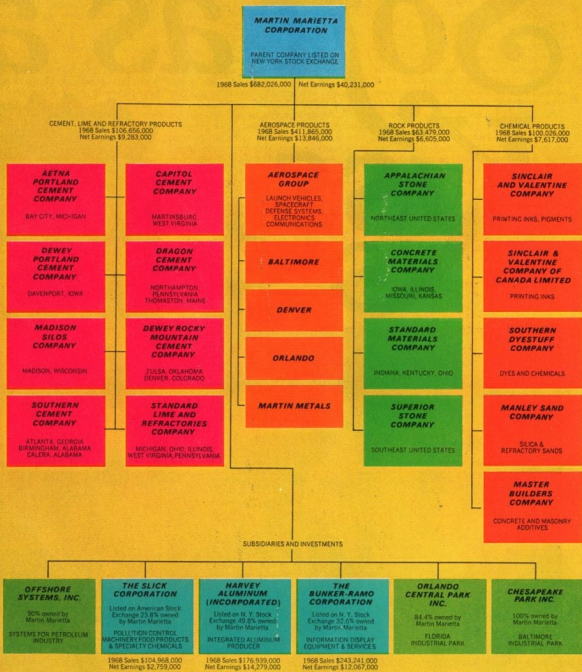 MARTIN MARIETTA
CORPORATION
PARENT COMPANY LISTED ON
NEW YORK STOCK EXCHANGE
1968 Sales $682,026,000 Net Earnings $40,231,000
CEMENT, LIME AND REFRACTORY PRODUCTS
1968 Sales $106,656,000
Net Earnings $9,283,000
AEROSPACE PRODUCTS
1968 Sales $411,865,000
Net Earnings $13,846,000
ROCK PRODUCTS
1968 Sales $63,479,000
Net Earnings $6,605,000
CHEMICAL PRODUCTS
1968 Sales $100,026,000
Net Earnings $7,617,000
AETNA
PORTLAND
CEMENT
COMPANY
BAY CITY, MICHIGAN
DEWEY
PORTLAND
CEMENT
COMPANY
DAVENPORT, IOWA
MADISON
SILOS
COMPANY
MADISON, WISCONSIN
SOUTHERN
CEMENT
COMPANY
ATLANTA, GEORGIA
BIRMINGHAM, ALABAMA
CALERA, ALABAMA
CAPITOL
CEMENT
COMPANY
MARTINSBURG
WEST VIRGINIA
DRAGON
CEMENT
COMPANY
NORTHAMPTON
PENNSYLVANIA
THOMASTON, MAINE
DEWEY ROCKY
MOUNTAIN
CEMENT
COMPANY
TULSA, OKLAHOMA
DENVER, COLORADO
STANDARD
LIME AND
REFRACTORIES
COMPANY
MICHIGAN, OHIO, ILLINOIS,
WEST VIRGINIA, PENNSYLVANIA
AEROSPACE
GROUP
LAUNCH VEHICLES,
SPACECRAFT
DEFENSE SYSTEMS,
ELECTRONICS
COMMUNICATIONS
BALTIMORE
DENVER
ORLANDO
MARTIN METALS
APPALACHIAN
STONE
COMPANY
NORTHEAST UNITED STATES
CONCRETE
MATERIALS
COMPANY
IOWA, ILLINOIS,
MISSOURI, KANSAS
STANDARD
MATERIALS
COMPANY
INDIANA, KENTUCKY, OHIO
SUPERIOR
STONE
COMPANY
SOUTHEAST UNITED STATES
SINCLAIR
AND VALENTINE
COMPANY
PRINTING INKS, PIGMENTS
SINCLAIR &
VALENTINE
COMPANY OF
CANADA LIMITED
PRINTING INKS
SOUTHERN
DYESTUFF
COMPANY
DYES AND CHEMICALS
MANLEY SAND
COMPANY
SILICA &
REFRACTORY SANDS
MASTER
BUILDERS
COMPANY
CONCRETE AND MASONRY
ADDITIVES
SUBSIDIARIES AND INVESTMENTS
OFFSHORE
SYSTEMS, INC.
50% owned by
Martin Marietta
SYSTEMS FOR PETROLEUM
INDUSTRY
THE SLICK
CORPORATION
Listed on American Stock
Exchange 23.8% owned
by Martin Marietta
POLLUTION CONTROL
MACHINERY, FOOD PRODUCTS
& SPECIALTY CHEMICALS
1968 Sales $104,968,000
Net Earnings $2,759,000
HARVEY
ALUMINUM
(INCORPORATED)
Listed on N. Y. Stock
Exchange 49.8% owned
by Martin Marietta
INTEGRATED ALUMINUM
PRODUCER
1968 Sales $176,939,000
Net Earnings $14,279,000
THE
BUNKER-RAMO
CORPORATION
Listed on N. Y. Stock
Exchange 32.6% owned
by Martin Marietta
INFORMATION DISPLAY
EQUIPMENT & SERVICES
1968 Sales $243,241,000
Net Earnings $12,067,000
ORLANDO
CENTRAL PARK
INC.
84.4% owned by
Martin Marietta
FLORIDA
INDUSTRIAL PARK
CHESAPEAKE
PARK INC.
100% owned by
Martin Marietta
BALTIMORE
INDUSTRIAL PARK